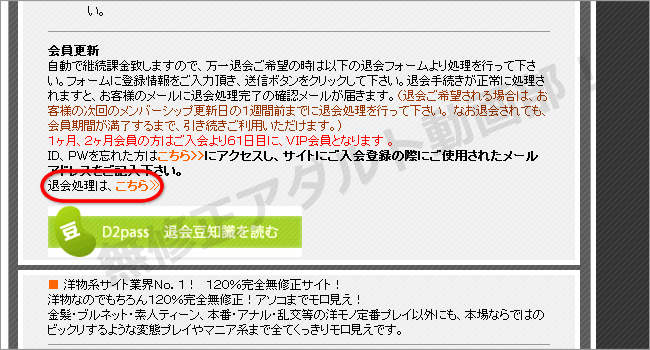 い。
会員更新
自動で継続課金致しますので、万一退会ご希望の時は以下の退会フォームより処理を行って下さ
い。フォームに登録情報をご入力頂き、送信ボタンをクリックして下さい。退会手続きが正常に処理さ
れますと、お客様のメールに退会処理完了の確認メールが届きます。（退会ご希望される場合は、お
客様の次回のメンバーシップ更新日の1週間前までに退会処理を行って下さい。なお退会されても、
会員期間が満了するまで、引き続きご利用いただけます。）
1ヶ月、2ヶ月会員の方はご入会より61日目に、VIP会員となります 。
ID、PWを忘れた方はこちら>>にアクセスし、サイトにご入会登録の際にご使用されたメール
アドレスをご記入下さい。
退会処理は、こちら≫
豆 D2pass 退会豆知識を読む
■ 洋物系サイト業界No. 1！ 120%完全無修正サイト！
洋物なのでもちろん120%完全無修正！アソコまでモロ見え！
金髪・ブルネット・素人ティーン、本番・アナル・乱交等の洋モノ定番プレイ以外にも、本場ならではの
ビックリするような変態プレイやマニア系まで全てくっきりモロ見えです。